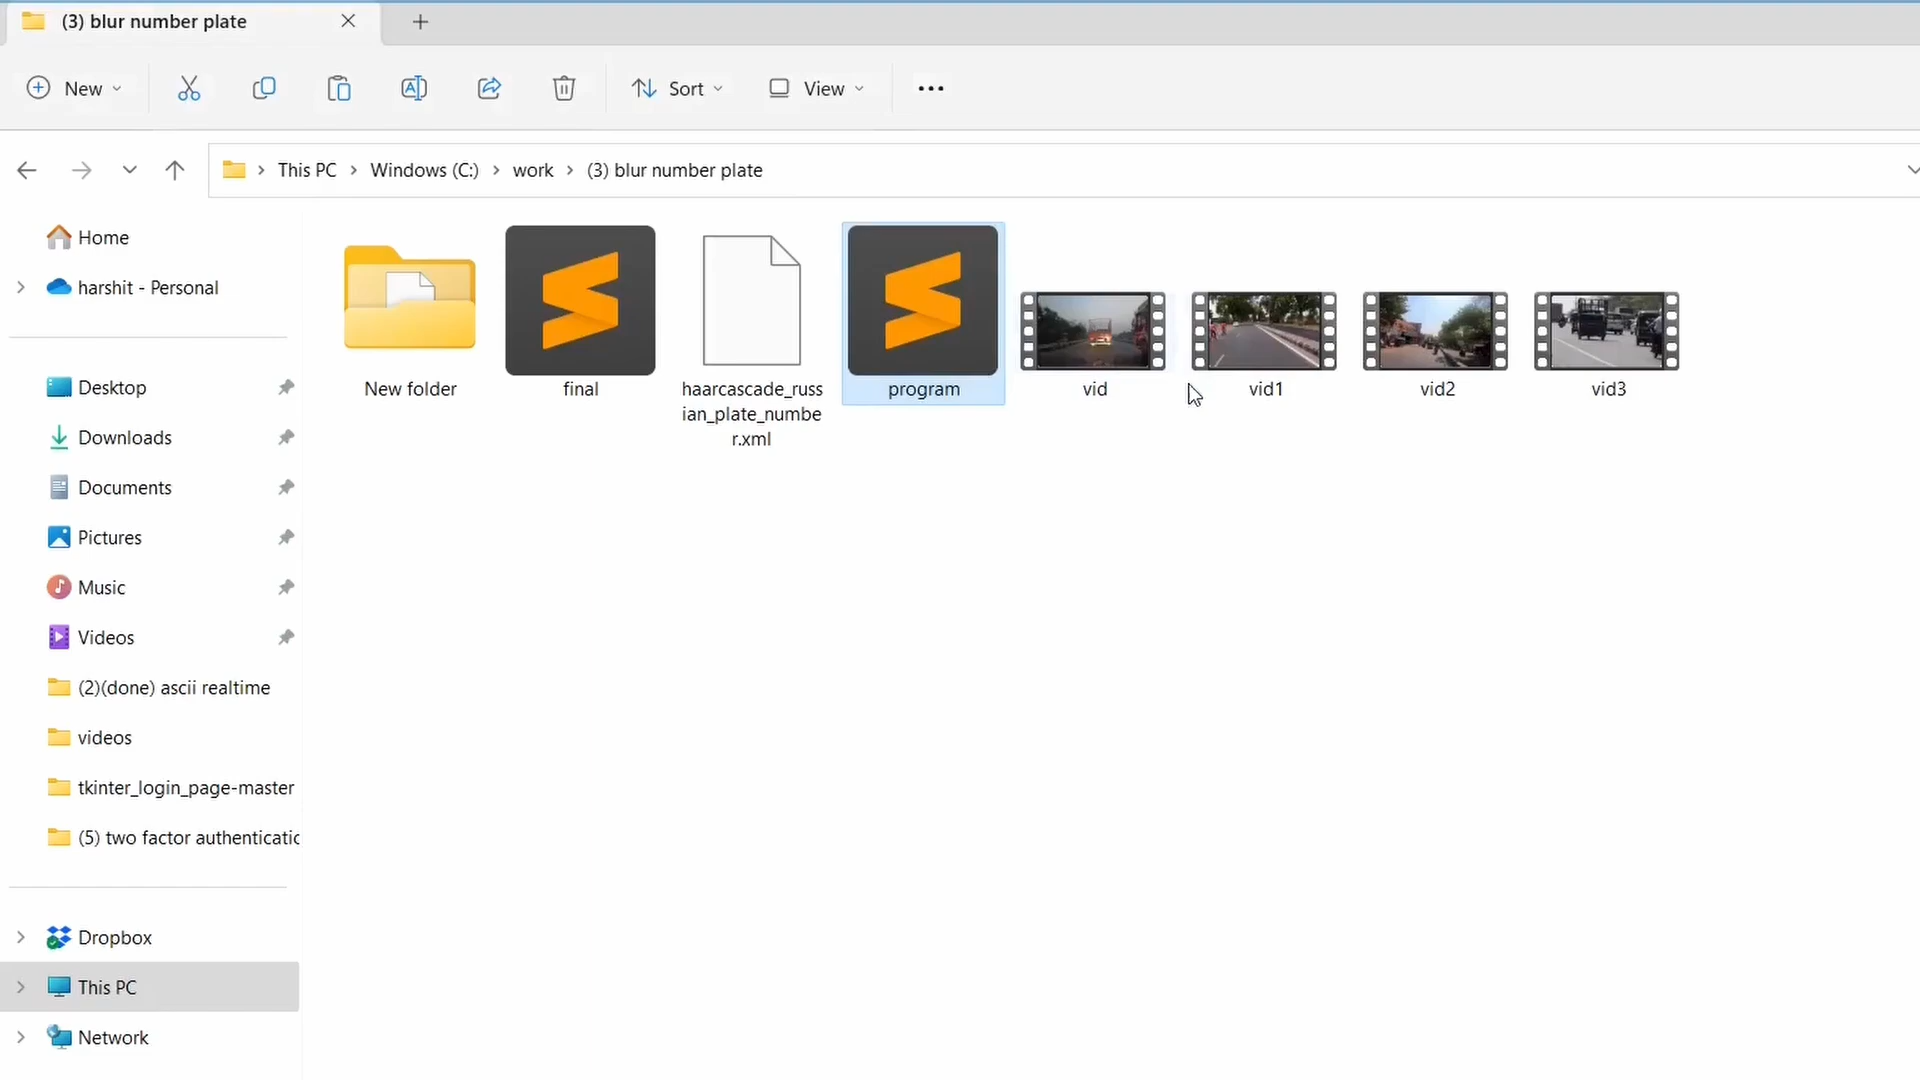 (3) blur number plate
New
Sort
View
This PC > Windows (C:) > work > (3) blur number plate
Home
harshit - Personal
Desktop
Downloads
Documents
Pictures
Music
Videos
(2)(done) ascii realtime
videos
tkinter_login_page-master
(5) two factor authenticatic
Dropbox
This PC
Network
New folder
final
haarcascade_russ
ian_plate_numbe
r.xml
program
vid
vid1
vid2
vid3